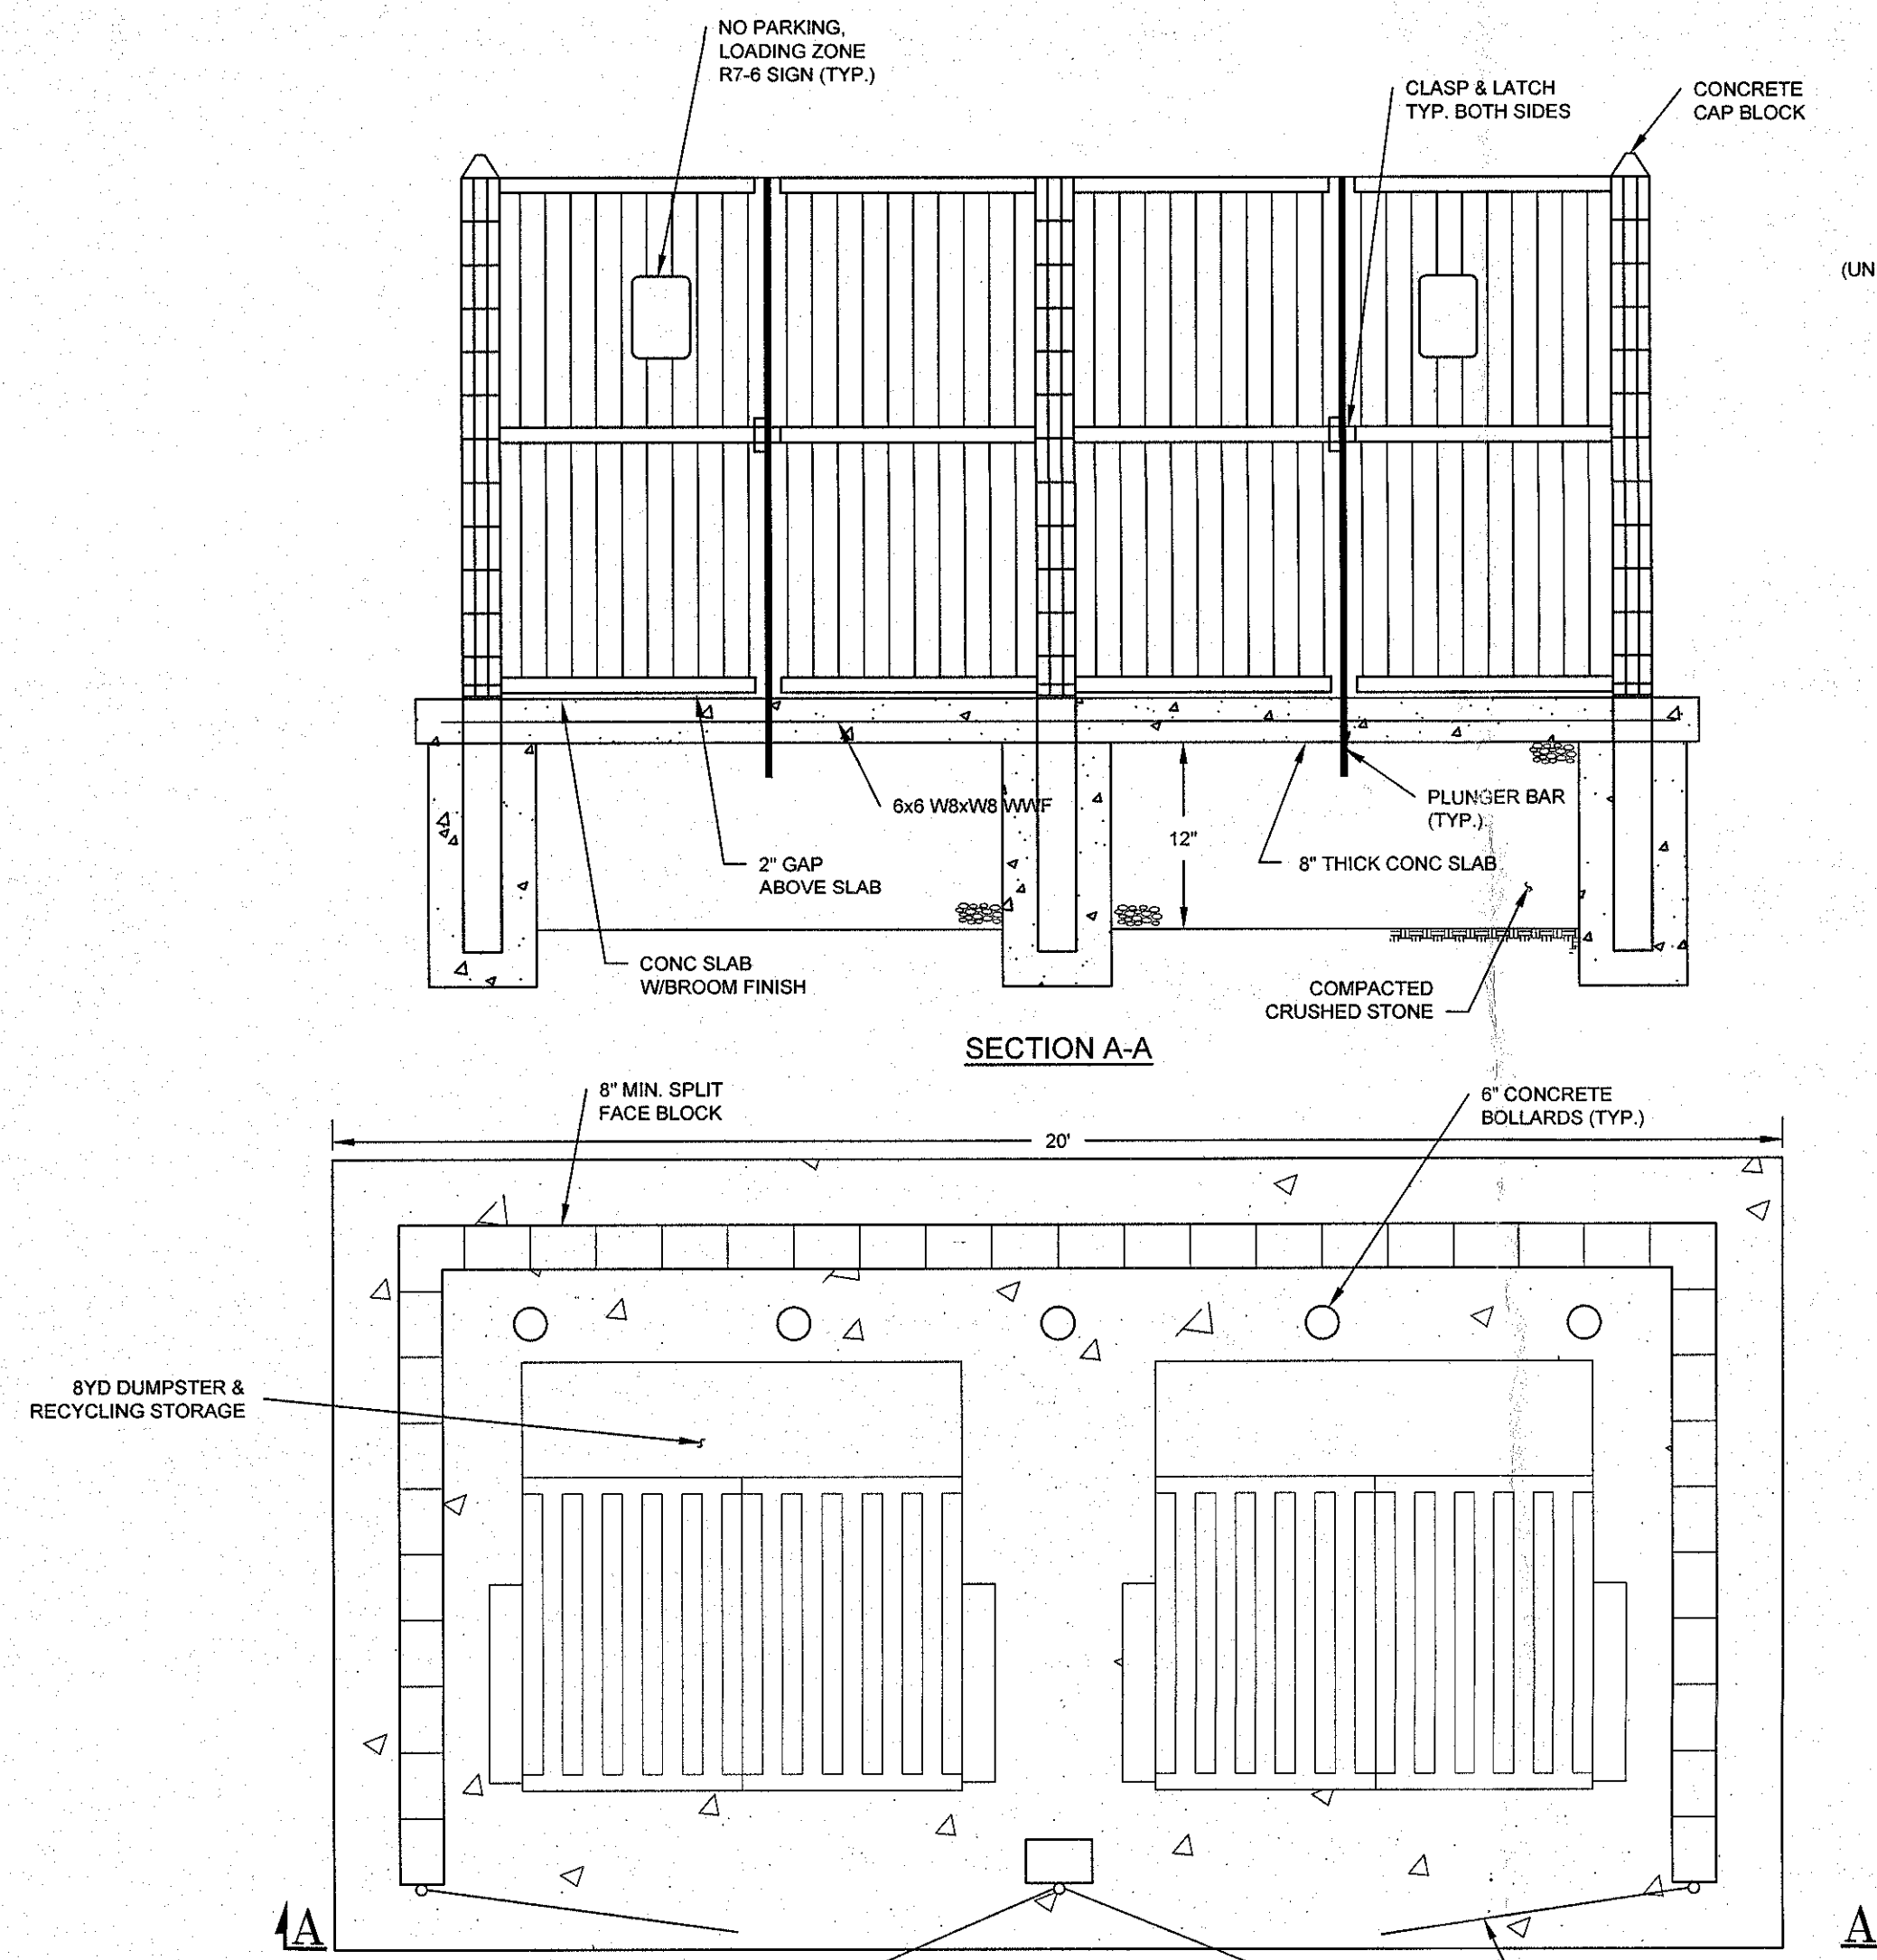 NO PARKING,
LOADING ZONE
R7-6 SIGN (TYP.)
CLASP & LATCH
TYP. BOTH SIDES
CONCRETE
CAP BLOCK
(UN
6x6 W8xW8 WWF
PLUNGER BAR
(TYP.)
12"
2" GAP
ABOVE SLAB
8" THICK CONC SLAB
CONC SLAB
W/BROOM FINISH
COMPACTED
CRUSHED STONE
SECTION A-A
8" MIN. SPLIT
FACE BLOCK
6" CONCRETE
BOLLARDS (TYP.)
20'
8YD DUMPSTER &
RECYCLING STORAGE
A
A